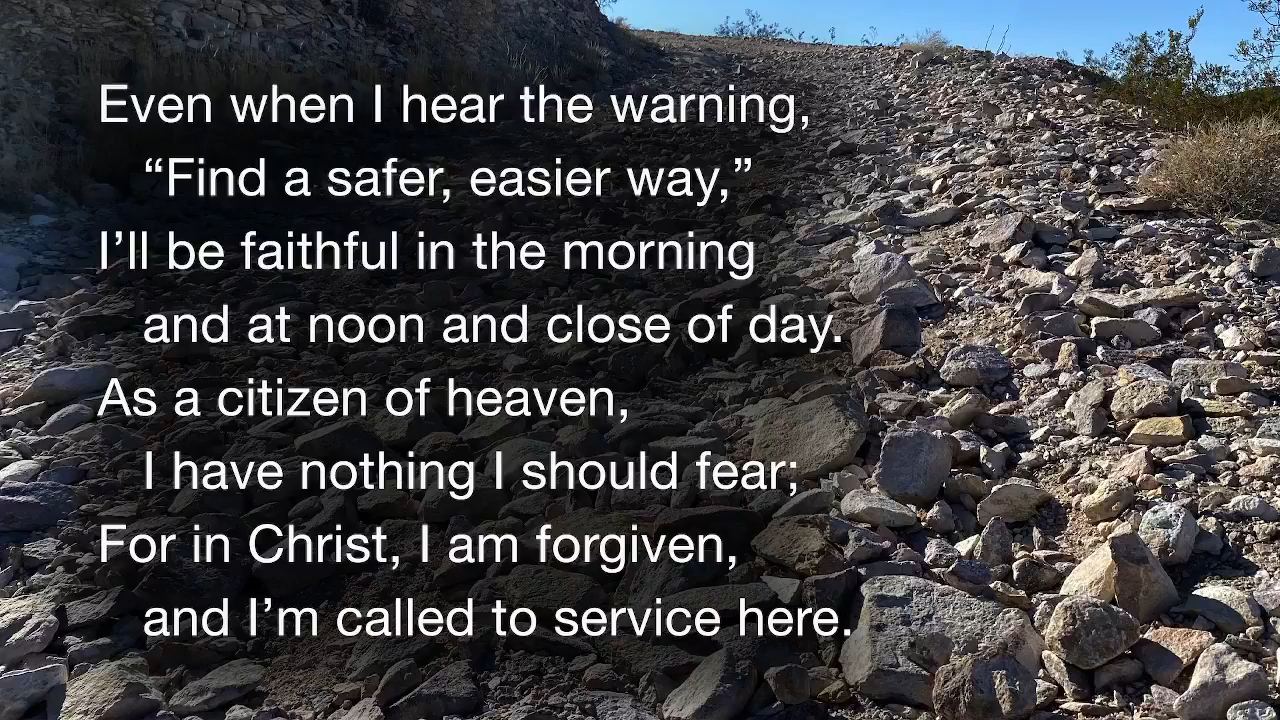 Even when I hear the warning,
“Find a safer, easier way,”
I’ll be faithful in the morning
and at noon and close of day.
As a citizen of heaven,
I have nothing I should fear;
For in Christ, I am forgiven,
and I’m called to service here.